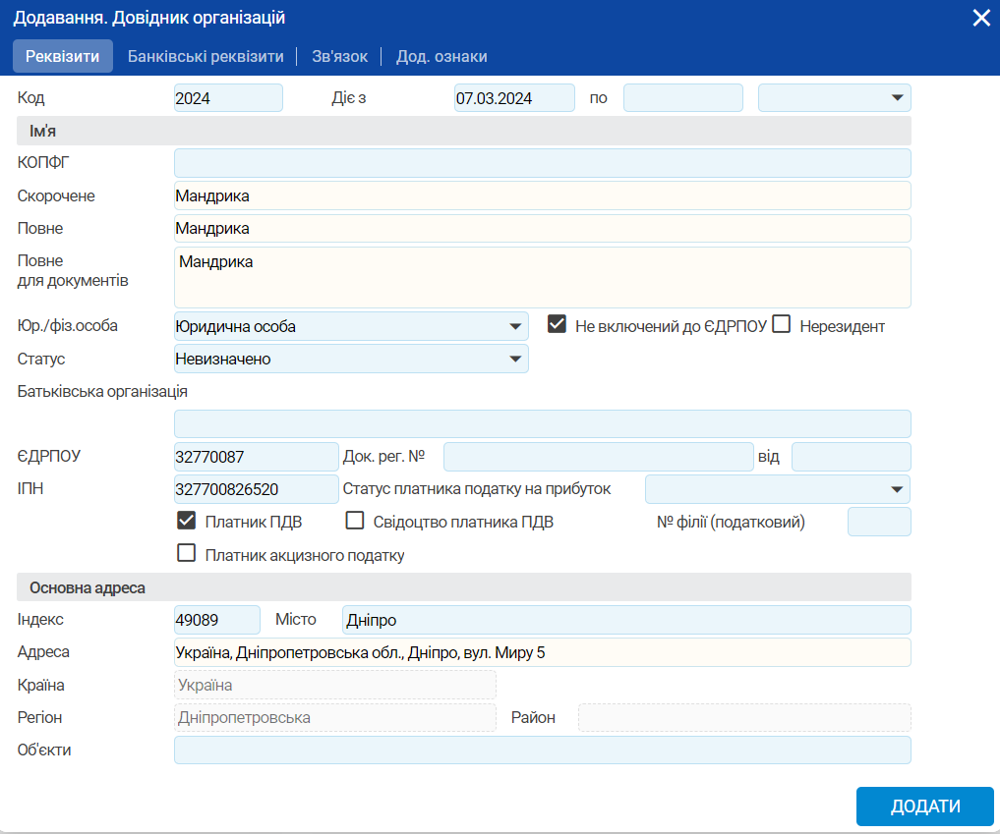 Додавання. Довідник організацій
Реквізити Банківські реквізити Зв'язок Дод. ознаки
Код 2024 Діє з 07.03.2024 по
Ім'я
КОПФГ
Скорочене Мандрика
Повне Мандрика
Повне
для документів Мандрика
Юр./фіз.особа Юридична особа Не включений до ЄДРПОУ Нерезидент
Статус Невизначено
Батьківська організація
ЄДРПОУ 32770087 Док. рег. № від
ІПН 327700826520 Статус платника податку на прибуток
Платник ПДВ Свідоцтво платника ПДВ № філії (податковий)
Платник акцизного податку
Основна адреса
Індекс 49089 Місто Дніпро
Адреса Україна, Дніпропетровська обл., Дніпро, вул. Миру 5
Країна Україна
Регіон Дніпропетровська Район
Об'єкти
ДОДАТИ